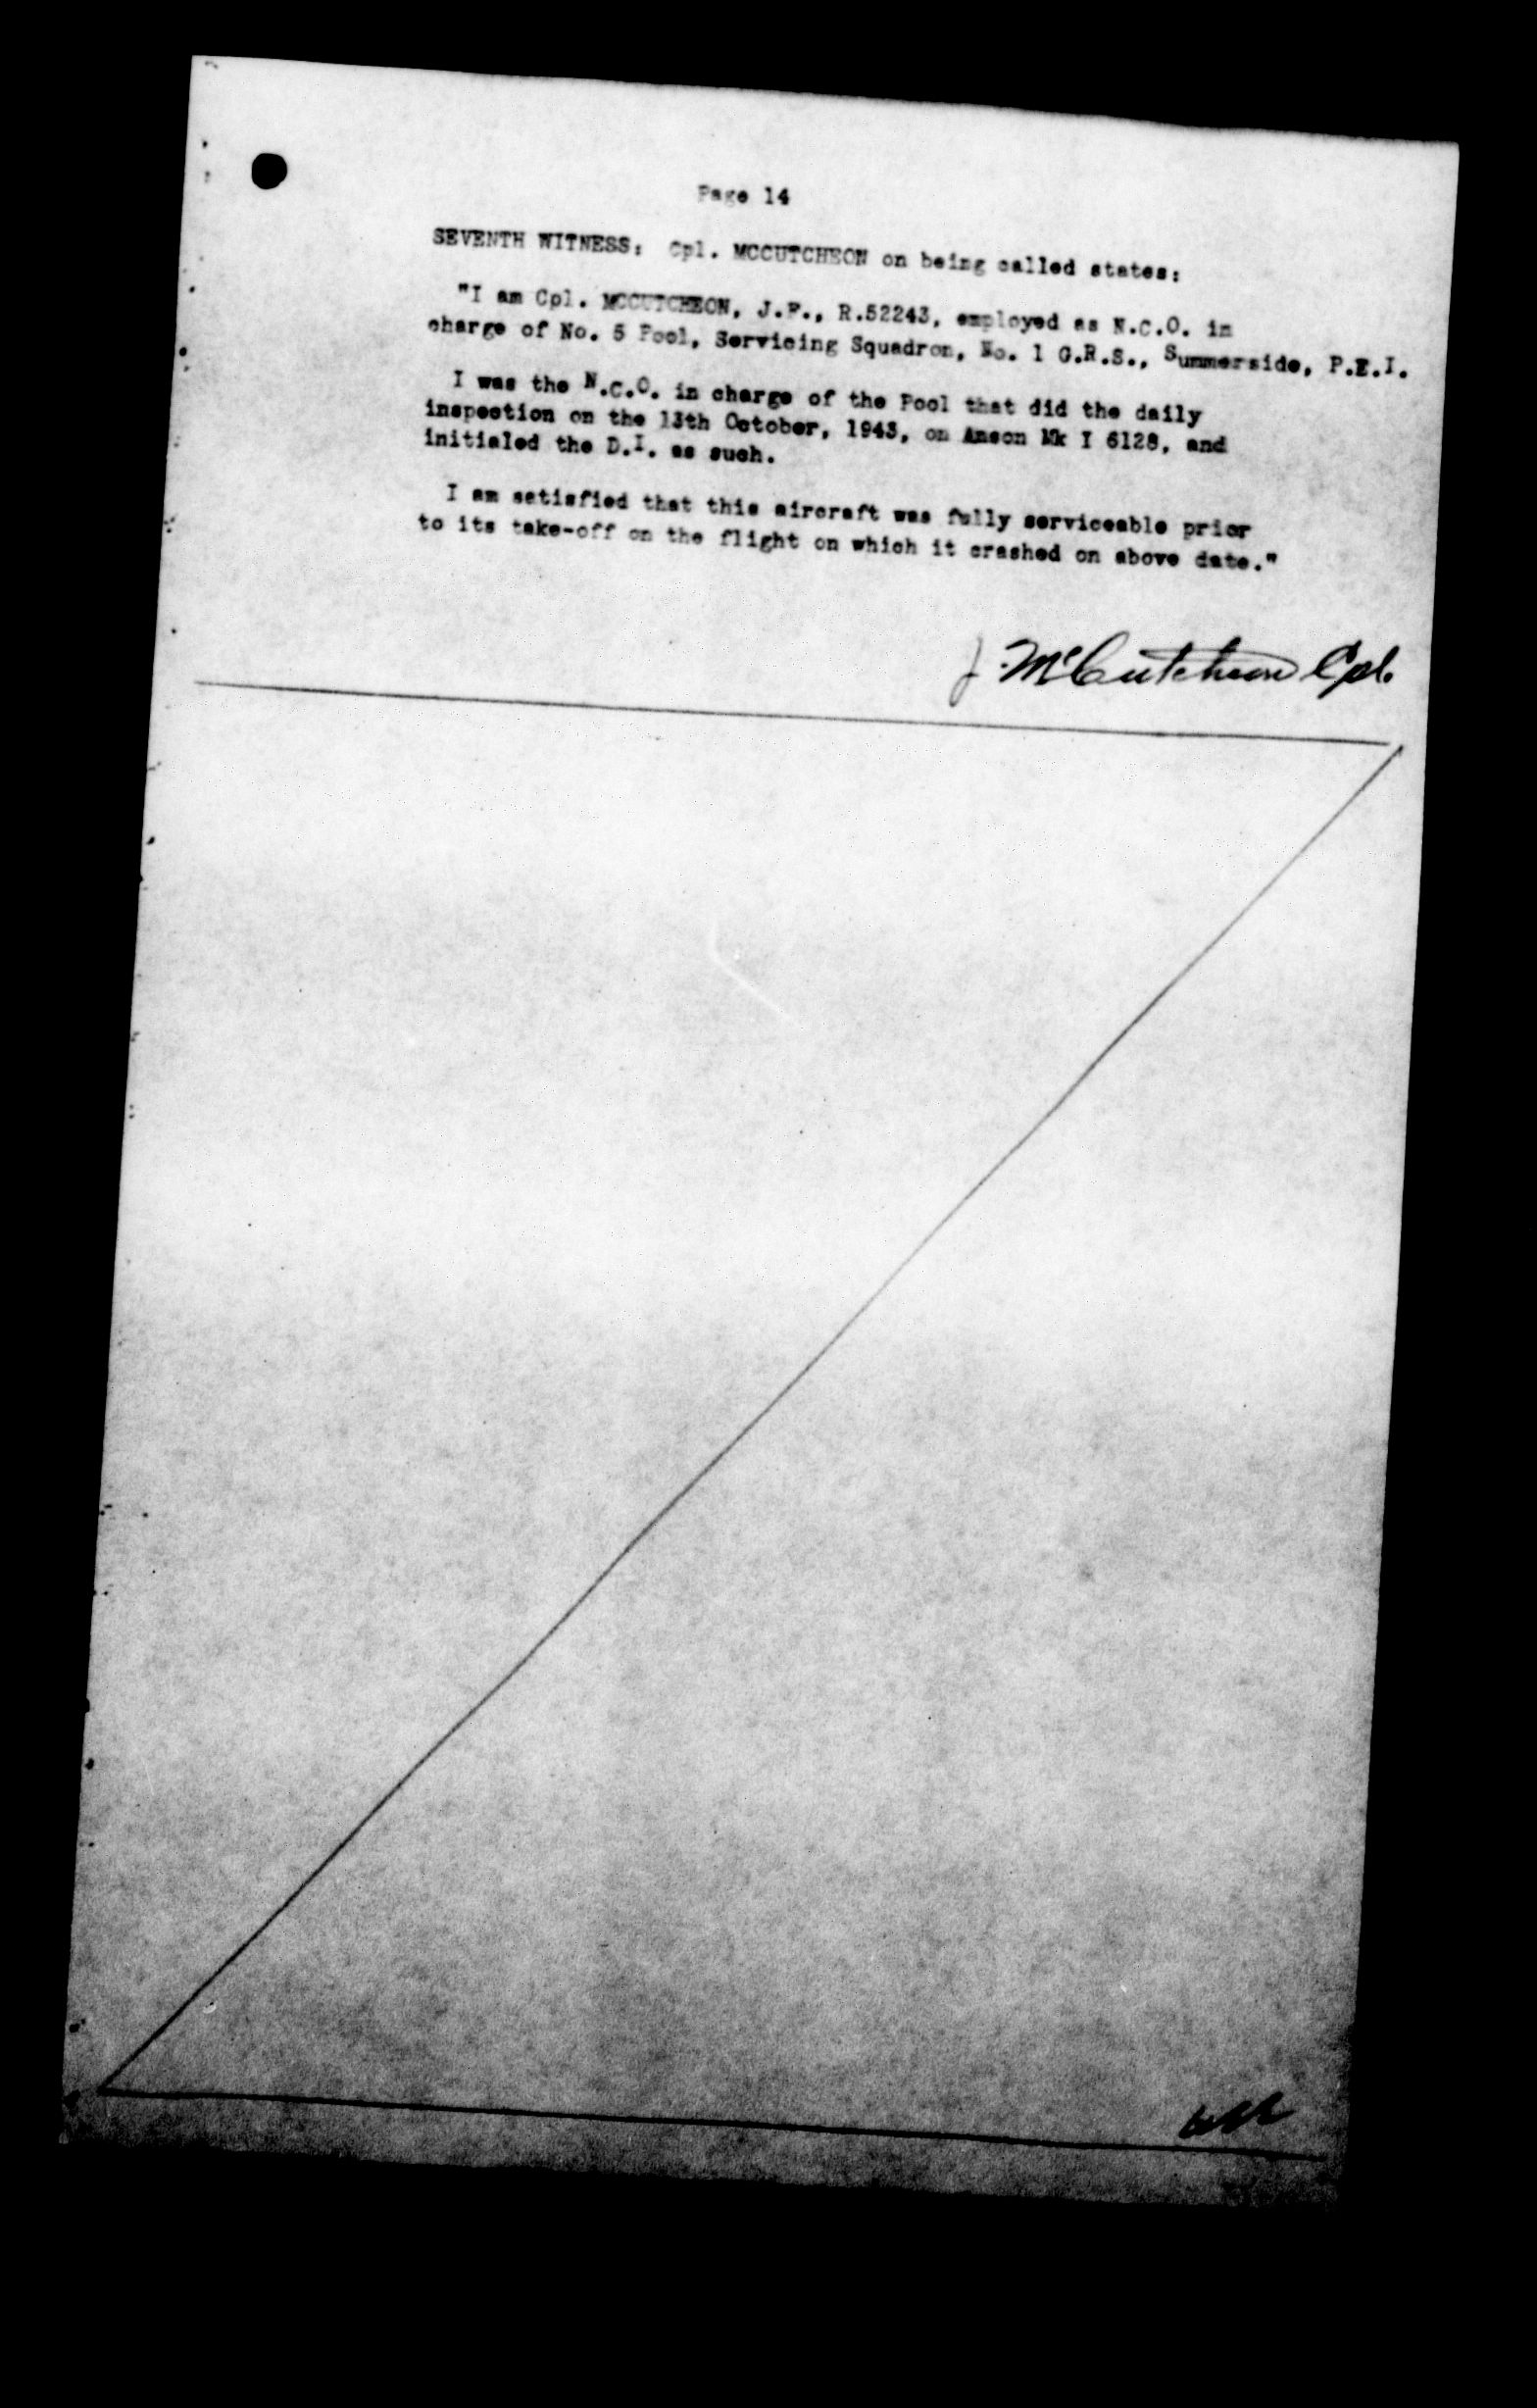 Page 14
SEVENTH WITNESS: Cpl. MCCUTCHEON on being called states:
"I am Cpl. MCCUTCHEON, J.F., R.52243, employed as N.C.O. in
charge of No. 5 Pool, Servicing Squadron, No. 1 G.R.S., Summerside, P.E.I.
I was the N.C.O. in charge of the Pool that did the daily
inspection on the 13th October, 1943, on Anson Mk I 6128, and
initialed the D.I. as such.
I am satisfied that this aircraft was fully serviceable prior
to its take-off on the flight on which it crashed on above date."
J. McCutcheon Cpl.